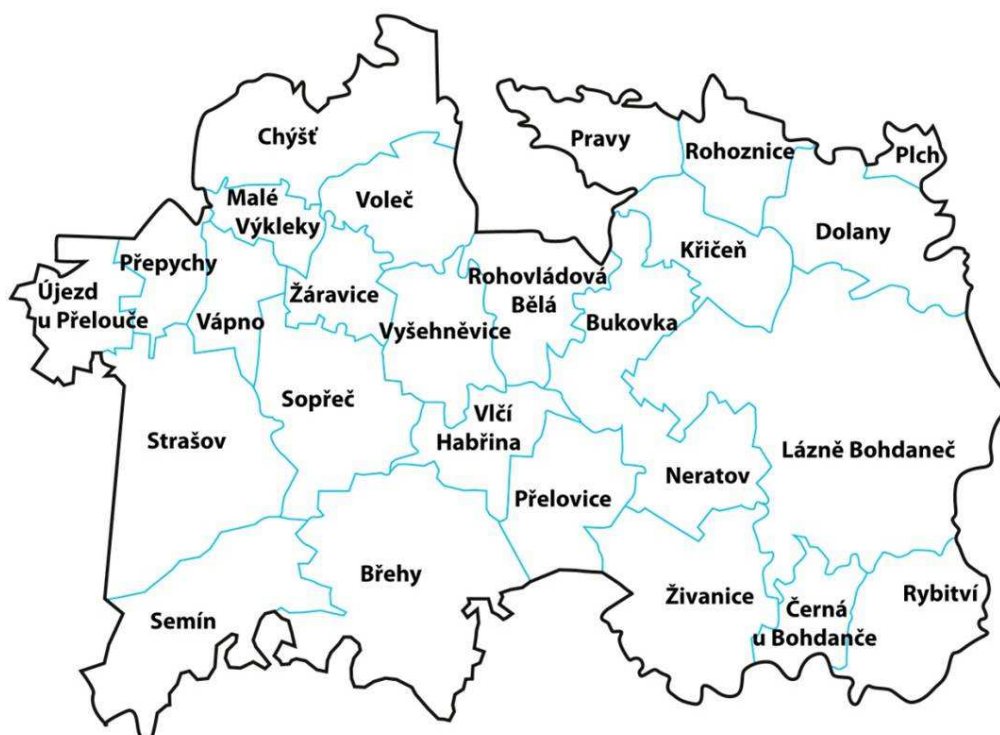 Chýšť
Pravy
Rohoznice
Plch
Malé
Výkleky
Voleč
Dolany
Křičeň
Přepychy
Rohovládová
Bělá
Újezd
u Přelouče
Žáravice
Vápno
Vyšehněvice
Bukovka
Sopřeč
Vlčí
Habřina
Strašov
Lázně Bohdaneč
Neratov
Přelovice
Břehy
Živanice
Rybitví
Semín
Černá
u Bohdanče